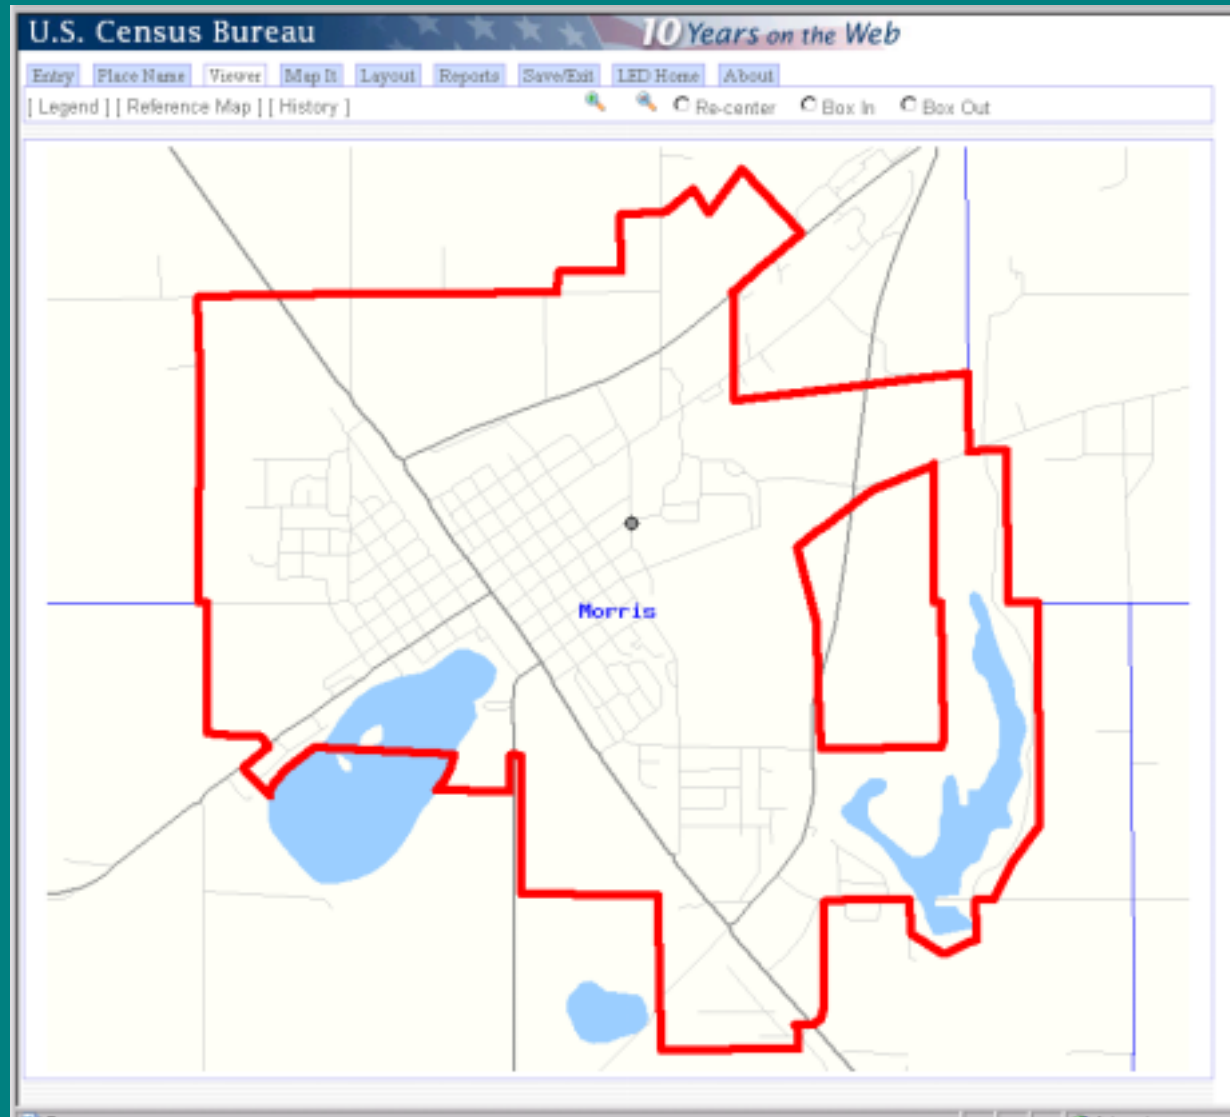 U.S. Census Bureau 10 Years on the Web
Entry Place Name Viewer Map It Layout Reports Save/Exit LED Home About
[ Legend ] [ Reference Map ] [ History ] Re-center Box In Box Out
Morris